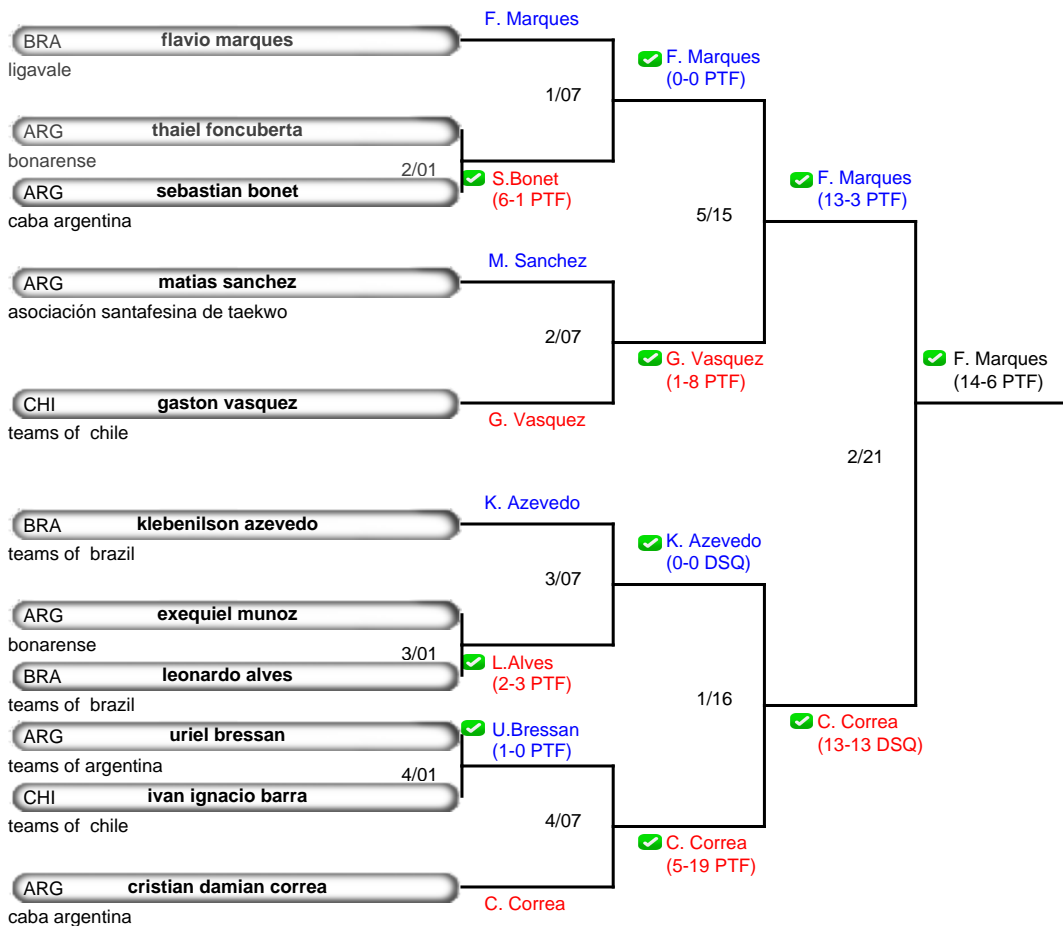 BRA flavio marques
ligavale
ARG thaiel foncuberta
bonarense
2/01
ARG sebastian bonet
caba argentina
ARG matias sanchez
asociación santafesina de taekwo
CHI gaston vasquez
teams of  chile
BRA klebenilson azevedo
teams of  brazil
ARG exequiel munoz
bonarense
3/01
BRA leonardo alves
teams of  brazil
ARG uriel bressan
teams of argentina
4/01
CHI ivan ignacio barra
teams of  chile
ARG cristian damian correa
caba argentina
F. Marques
1/07
S.Bonet
(6-1 PTF)
M. Sanchez
2/07
G. Vasquez
K. Azevedo
3/07
L.Alves
(2-3 PTF)
U.Bressan
(1-0 PTF)
4/07
C. Correa
F. Marques
(0-0 PTF)
5/15
G. Vasquez
(1-8 PTF)
K. Azevedo
(0-0 DSQ)
1/16
C. Correa
(5-19 PTF)
F. Marques
(13-3 PTF)
2/21
C. Correa
(13-13 DSQ)
F. Marques
(14-6 PTF)